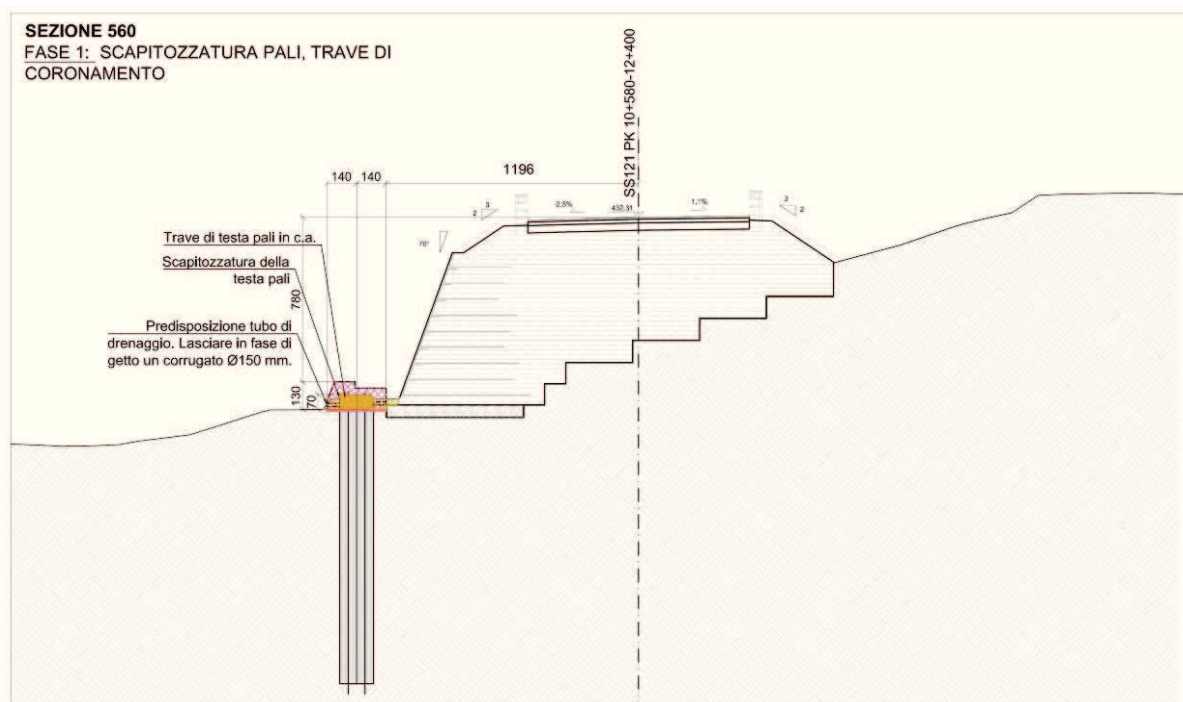 SEZIONE 560
FASE 1: SCAPITOZZATURA PALI, TRAVE DI
CORONAMENTO
SS121 PK 10+580-12+400
140
140
1196
3
2
-2,5%
432.31
1,1%
3
2
70°
Trave di testa pali in c.a.
Scapitozzatura della
testa pali
780
Predisposizione tubo di
drenaggio. Lasciare in fase di
getto un corrugato Ø150 mm.
130
70